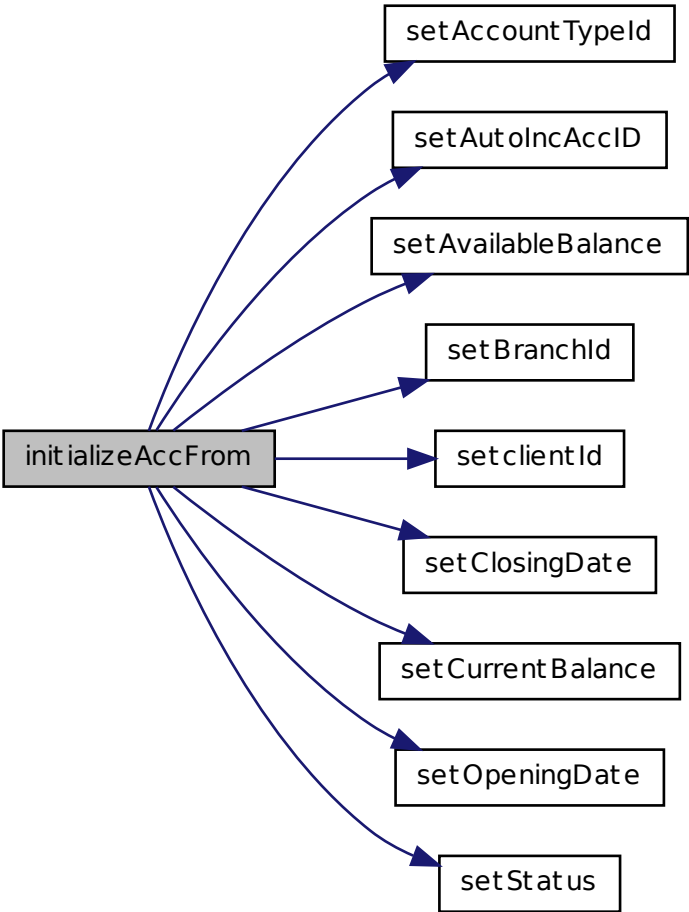 setAccountTypeId
setAutoIncAccID
setAvailableBalance
setBranchId
initializeAccFrom
setclientId
setClosingDate
setCurrentBalance
setOpeningDate
setStatus